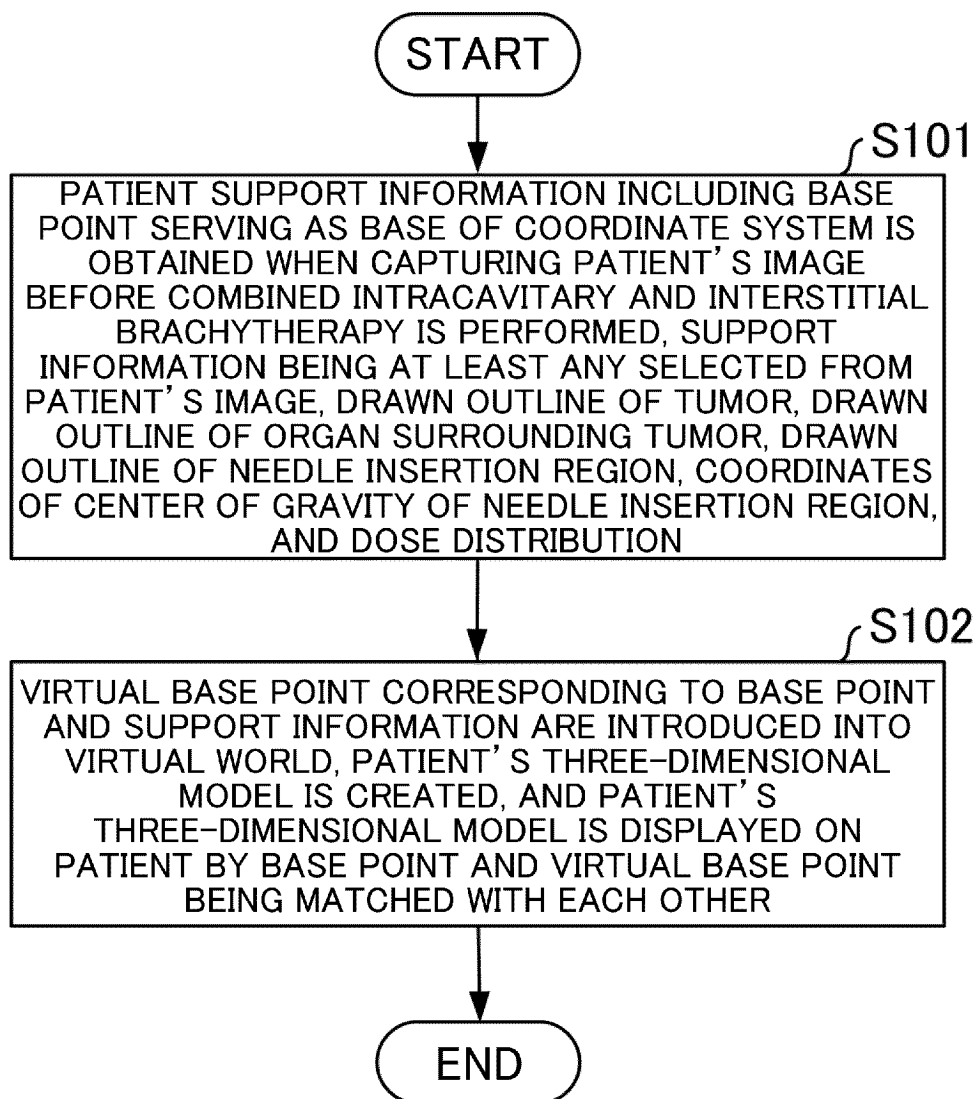 START
S101
PATIENT SUPPORT INFORMATION INCLUDING BASE
POINT SERVING AS BASE OF COORDINATE SYSTEM IS
OBTAINED WHEN CAPTURING PATIENT'S IMAGE
BEFORE COMBINED INTRACAVITARY AND INTERSTITIAL
BRACHYTHERAPY IS PERFORMED, SUPPORT
INFORMATION BEING AT LEAST ANY SELECTED FROM
PATIENT'S IMAGE, DRAWN OUTLINE OF TUMOR, DRAWN
OUTLINE OF ORGAN SURROUNDING TUMOR, DRAWN
OUTLINE OF NEEDLE INSERTION REGION, COORDINATES
OF CENTER OF GRAVITY OF NEEDLE INSERTION REGION,
AND DOSE DISTRIBUTION
S102
VIRTUAL BASE POINT CORRESPONDING TO BASE POINT
AND SUPPORT INFORMATION ARE INTRODUCED INTO
VIRTUAL WORLD, PATIENT'S THREE-DIMENSIONAL
MODEL IS CREATED, AND PATIENT'S
THREE-DIMENSIONAL MODEL IS DISPLAYED ON
PATIENT BY BASE POINT AND VIRTUAL BASE POINT
BEING MATCHED WITH EACH OTHER
END